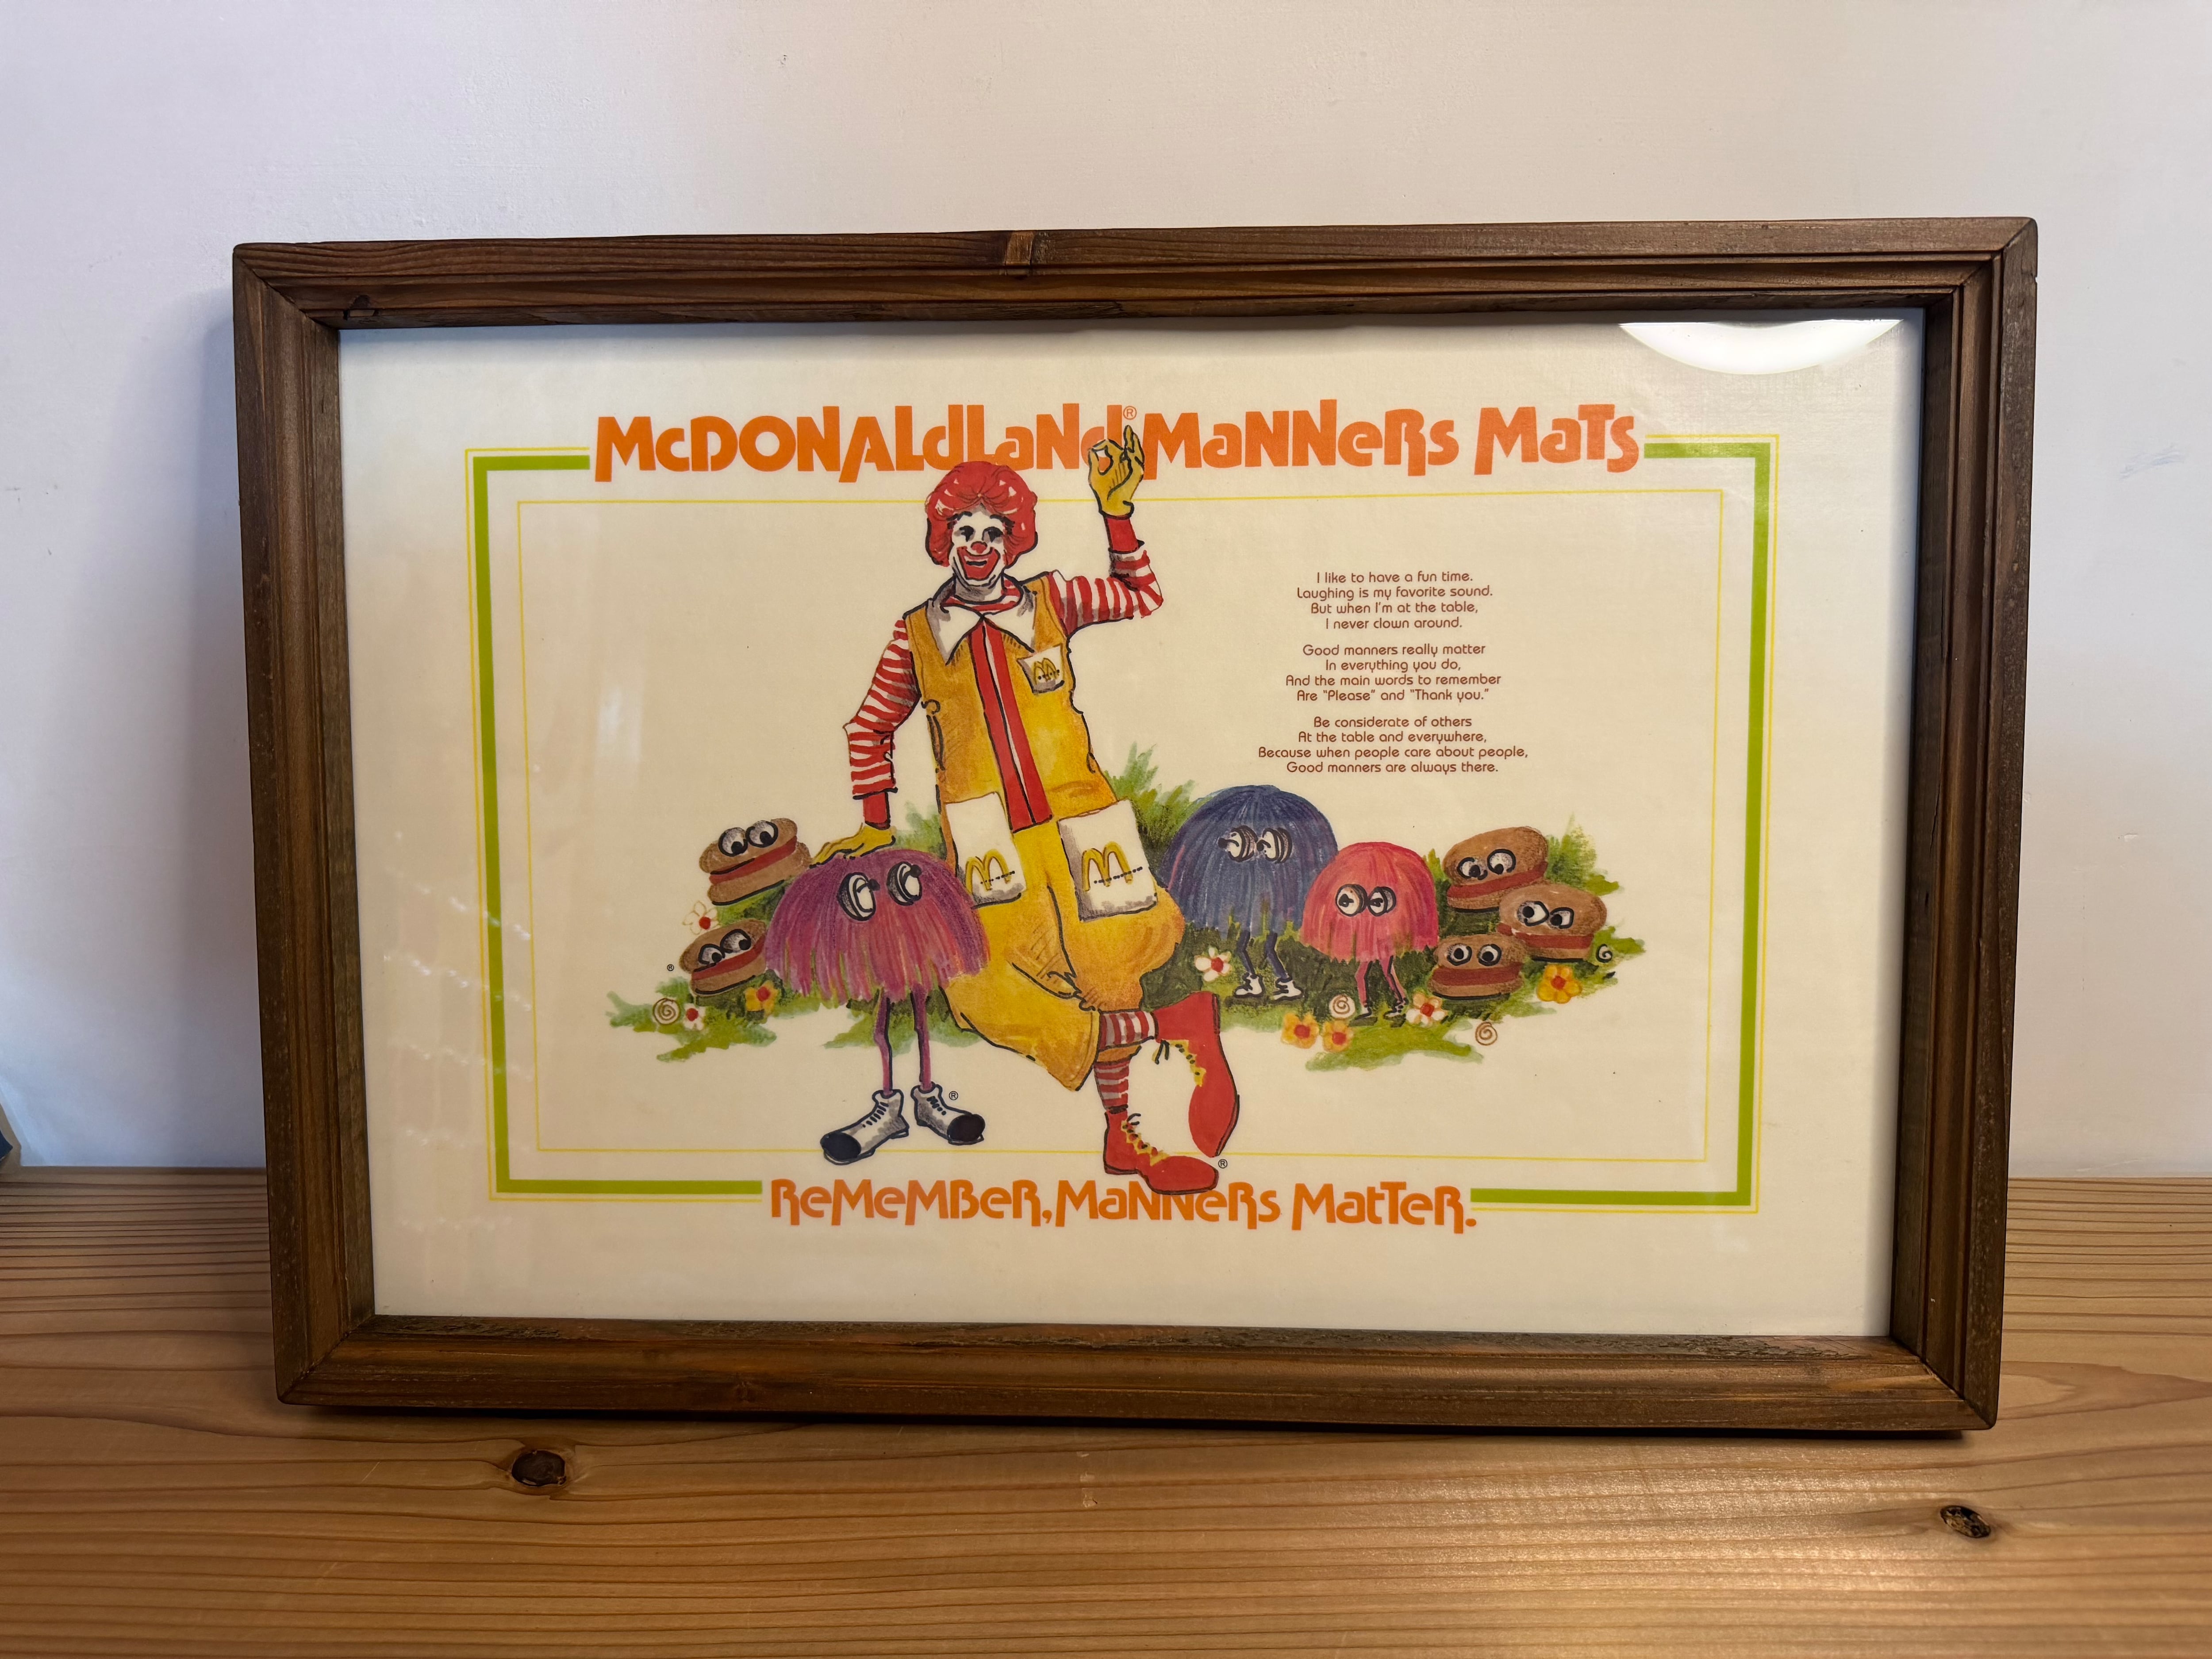 McDONALdLaNd® MaNNeRs MaTs
I like to have a fun time.
Laughing is my favorite sound.
But when I'm at the table,
I never clown around.
Good manners really matter
In everything you do,
And the main words to remember
Are "Please" and "Thank you."
Be considerate of others
At the table and everywhere,
Because when people care about people,
Good manners are always there.
®
®
®
ReMeMBeR, MaNNeRs MatTeR.